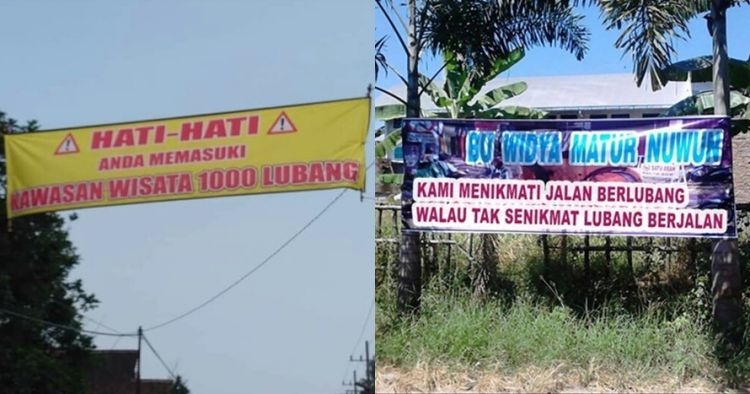 HATI-HATI
ANDA MEMASUKI
KAWASAN WISATA 1000 LUBANG
BU WIDYA MATUR NUWUN
KAMI MENIKMATI JALAN BERLUBANG
WALAU TAK SENIKMAT LUBANG BERJALAN